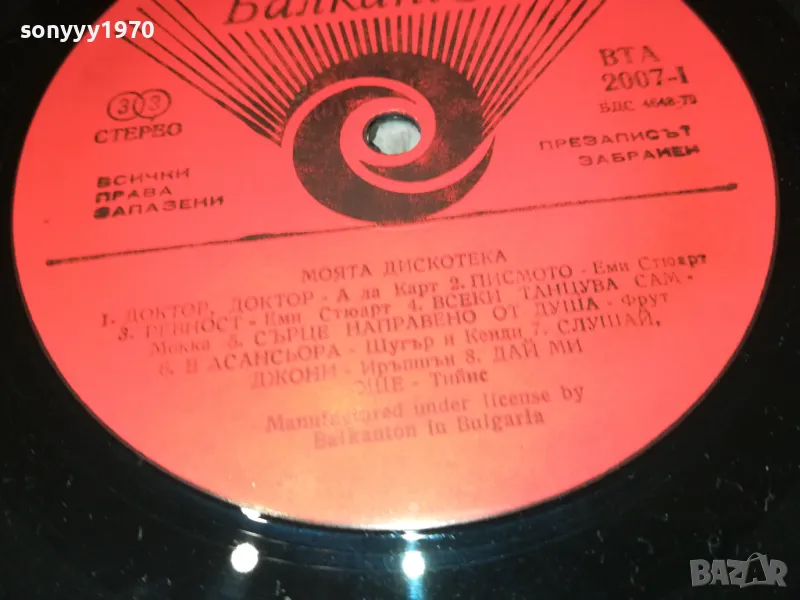 sonyyy1970
Балкантон
ВТА
2007-I
БДС 4648-79
33
СТЕРЕО
ВСИЧКИ
ПРАВА
ЗАПАЗЕНИ
ПРЕЗАПИСЪТ
ЗАБРАНЕН
МОЯТА ДИСКОТЕКА
1. ДОКТОР, ДОКТОР - А ла Карт 2. ПИСМОТО - Еми Стюарт
3. РЕВНОСТ - Еми Стюарт 4. ВСЕКИ ТАНЦУВА САМ -
Мокка 5. СЪРЦЕ НАПРАВЕНО ОТ ДУША - Фрут
6. В АСАНСЬОРА - Шугър и Кенди 7. СЛУШАЙ,
ДЖОНИ - Иръпшън 8. ДАЙ МИ
ОЩЕ - Тийнс
Manufactured under license by
Balkanton in Bulgaria
BAZAR